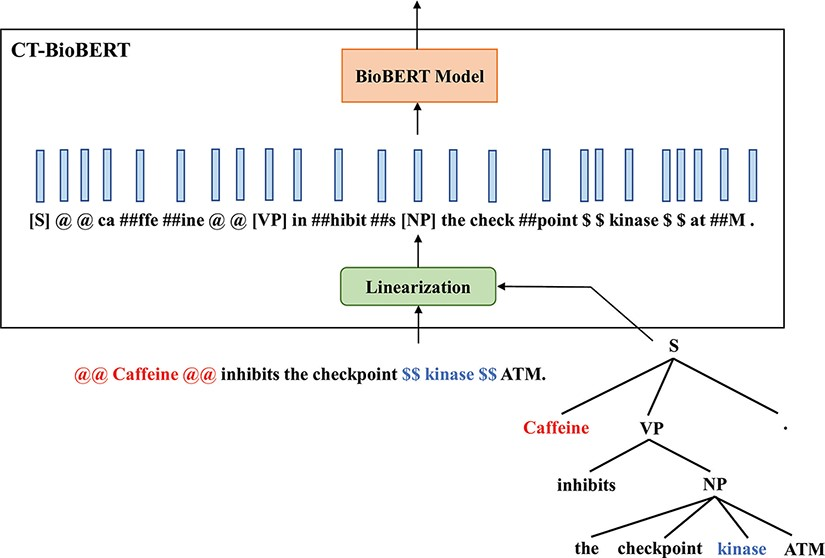 CT-BioBERT
BioBERT Model
[S] @ @ ca ##ffe ##ine @ @ [VP] in ##hibit ##s [NP] the check ##point $ $ kinase $ $ at ##M .
Linearization
@@ Caffeine @@ inhibits the checkpoint $$ kinase $$ ATM.
S
Caffeine VP .
inhibits NP
the checkpoint kinase ATM